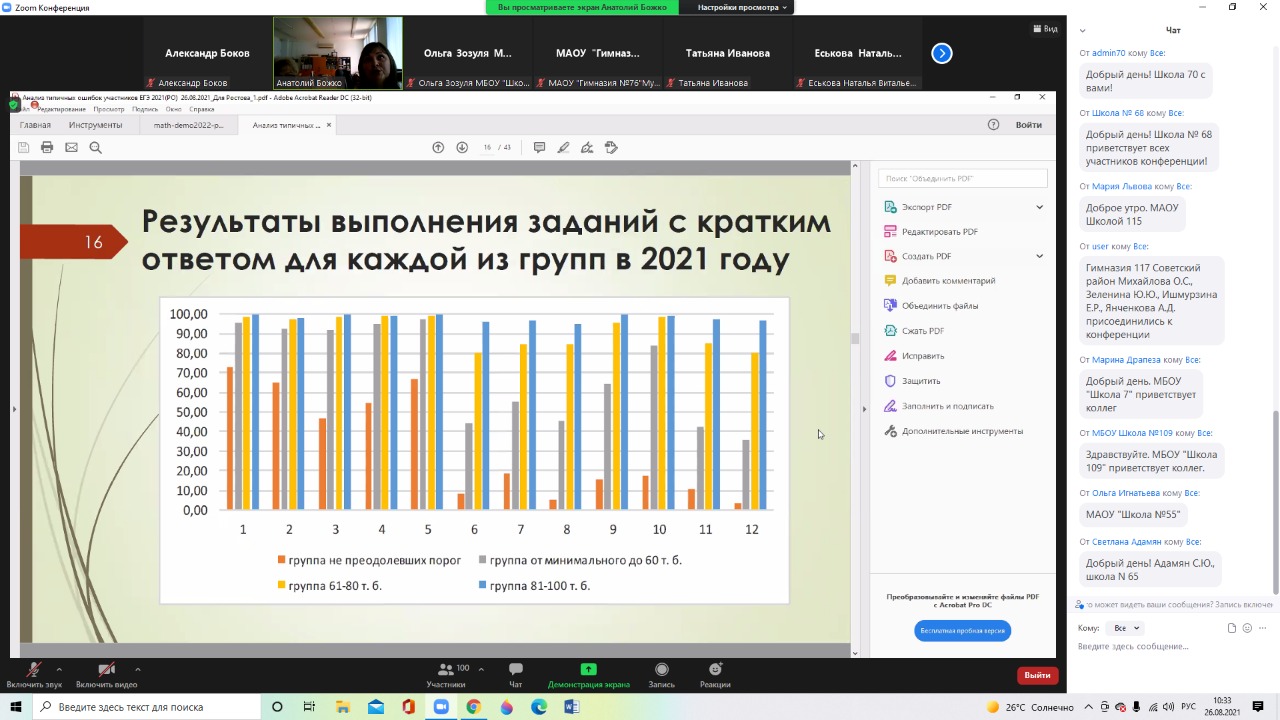 Zoom Конференция
Вы просматриваете экран Анатолий Божко
Настройки просмотра
Вид
Александр Боков
Ольга Зозуля М...
МАОУ "Гимназ...
Татьяна Иванова
Еськова Наталь...
Александр Боков
Анатолий Божко
Ольга Зозуля МБОУ "Шко...
МАОУ "Гимназия №76"Му...
Татьяна Иванова
Еськова Наталья Виталье...
Анализ типичных ошибок участников ЕГЭ 2021(РО) 26.08.2021_Для Ростова_1.pdf - Adobe Acrobat Reader DC (32-bit)
Редактирование Просмотр Подпись Окно Справка
Главная Инструменты math-demo2022-p... Анализ типичных ... ×
Войти
16 / 43
16
Результаты выполнения заданий с кратким
ответом для каждой из групп в 2021 году
100,00
90,00
80,00
70,00
60,00
50,00
40,00
30,00
20,00
10,00
0,00
1 2 3 4 5 6 7 8 9 10 11 12
группа не преодолевших порог группа от минимального до 60 т. б.
группа 61-80 т. б. группа 81-100 т. б.
Поиск "Объединить PDF"
Экспорт PDF
Редактировать PDF
Создать PDF
Добавить комментарий
Объединить файлы
Сжать PDF
Исправить
Защитить
Заполнить и подписать
Дополнительные инструменты
Преобразовывайте и изменяйте файлы PDF
с Acrobat Pro DC
Бесплатная пробная версия
Чат
От admin70 кому Все:
Добрый день! Школа 70 с
вами!
От Школа № 68 кому Все:
Добрый день! Школа № 68
приветствует всех
участников конференции!
От Мария Львова кому Все:
Доброе утро. МАОУ
Школой 115
От user кому Все:
Гимназия 117 Советский
район Михайлова О.С.,
Зеленина Ю.Ю., Ишмурзина
Е.Р., Янченкова А.Д.
присоединились к
конференции
От Марина Драпеза кому Все:
Добрый день. МБОУ
"Школа 7" приветствует
коллег
От МБОУ Школа №109 кому Все:
Здравствуйте. МБОУ "Школа
109" приветствует коллег.
От Ольга Игнатьева кому Все:
МАОУ "Школа №55"
От Светлана Адамян кому Все:
Добрый день! Адамян С.Ю.,
школа N 65
то может видеть ваши сообщения? Запись включен
Кому: Все
Введите здесь сообщение...
Включить звук
Включить видео
100
Участники
Чат
Демонстрация экрана
Запись
Реакции
Выйти
Введите здесь текст для поиска
26°C Солнечно
РУС
10:33
26.08.2021